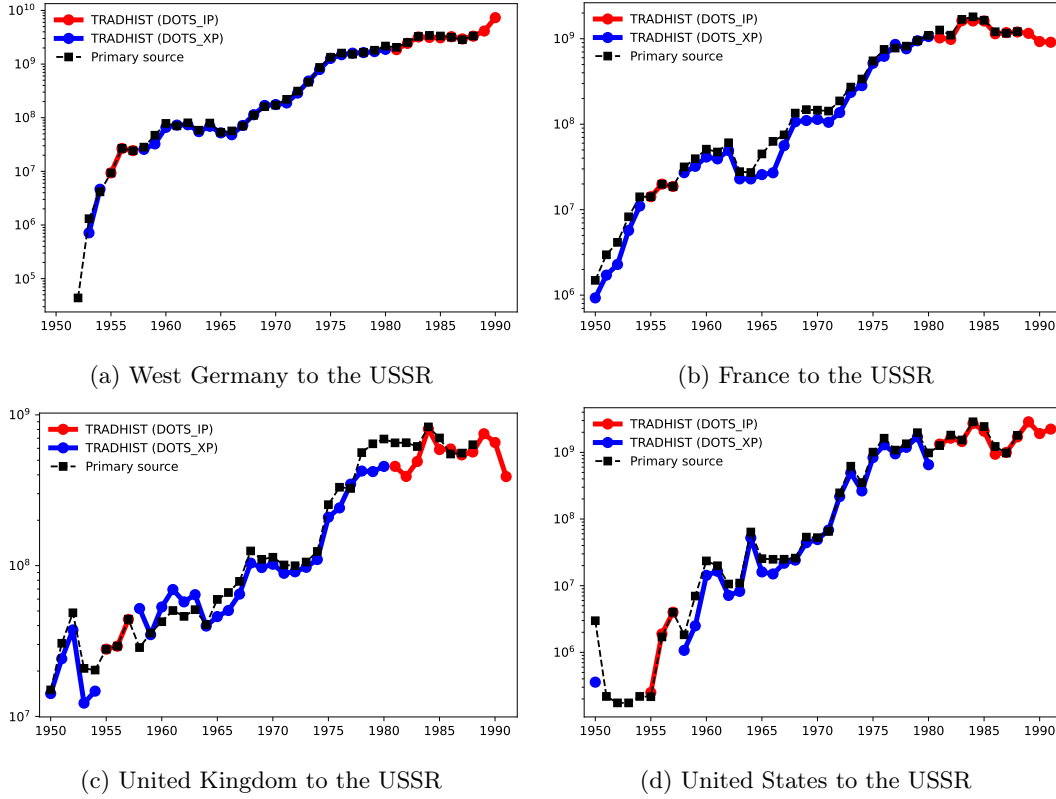 10^10
10^9
10^8
10^7
10^6
10^5
TRADHIST (DOTS_IP)
TRADHIST (DOTS_XP)
Primary source
1950 1955 1960 1965 1970 1975 1980 1985 1990
(a) West Germany to the USSR
10^9
10^8
10^7
10^6
TRADHIST (DOTS_IP)
TRADHIST (DOTS_XP)
Primary source
1950 1955 1960 1965 1970 1975 1980 1985 1990
(b) France to the USSR
10^9
10^8
10^7
TRADHIST (DOTS_IP)
TRADHIST (DOTS_XP)
Primary source
1950 1955 1960 1965 1970 1975 1980 1985 1990
(c) United Kingdom to the USSR
10^9
10^8
10^7
10^6
TRADHIST (DOTS_IP)
TRADHIST (DOTS_XP)
Primary source
1950 1955 1960 1965 1970 1975 1980 1985 1990
(d) United States to the USSR